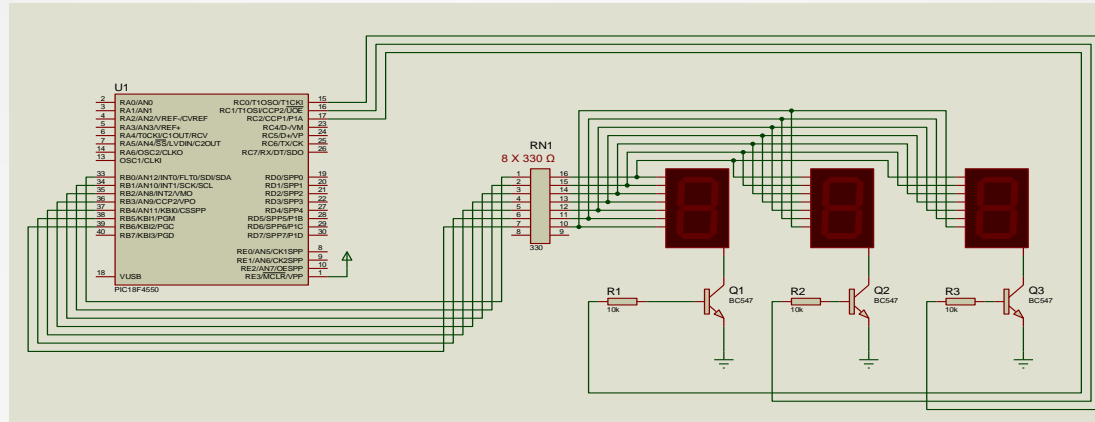 U1
2 RA0/AN0
3 RA1/AN1
4 RA2/AN2/VREF-/CVREF
5 RA3/AN3/VREF+
6 RA4/T0CKI/C1OUT/RCV
7 RA5/AN4/SS/LVDIN/C2OUT
14 RA6/OSC2/CLKO
13 OSC1/CLKI
33 RB0/AN12/INT0/FLT0/SDI/SDA
34 RB1/AN10/INT1/SCK/SCL
35 RB2/AN8/INT2/VMO
36 RB3/AN9/CCP2/VPO
37 RB4/AN11/KBI0/CSSPP
38 RB5/KBI1/PGM
39 RB6/KBI2/PGC
40 RB7/KBI3/PGD
18 VUSB
RC0/T1OSO/T1CKI 15
RC1/T1OSI/CCP2/UOE 16
RC2/CCP1/P1A 17
RC4/D-/VM 23
RC5/D+/VP 24
RC6/TX/CK 25
RC7/RX/DT/SDO 26
RD0/SPP0 19
RD1/SPP1 20
RD2/SPP2 21
RD3/SPP3 22
RD4/SPP4 27
RD5/SPP5/P1B 28
RD6/SPP6/P1C 29
RD7/SPP7/P1D 30
RE0/AN5/CK1SPP 8
RE1/AN6/CK2SPP 9
RE2/AN7/OESPP 10
RE3/MCLR/VPP 1
PIC18F4550
RN1
8 X 330 Ω
1 16
2 15
3 14
4 13
5 12
6 11
7 10
8 9
330
R1
10k
Q1
BC547
R2
10k
Q2
BC547
R3
10k
Q3
BC547